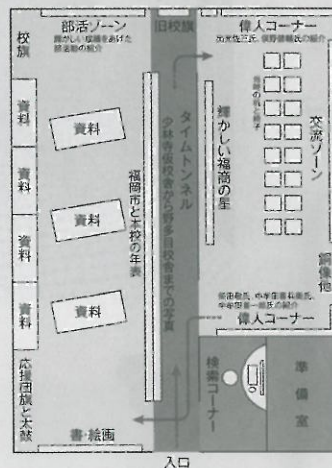 部活ゾーン
輝かしい成績をあげた
部活動の紹介
旧校旗
偉人コーナー
校旗
資料
資料
資料
資料
資料
資料
資料
福岡市と本校の年表
タイムトンネル
少林寺仮校舎から野多目校舎までの写真
輝かしい福商の星
交流ゾーン
銅像他
偉人コーナー
応援団旗と太鼓
書・絵画
検索コーナー
準備室
入口